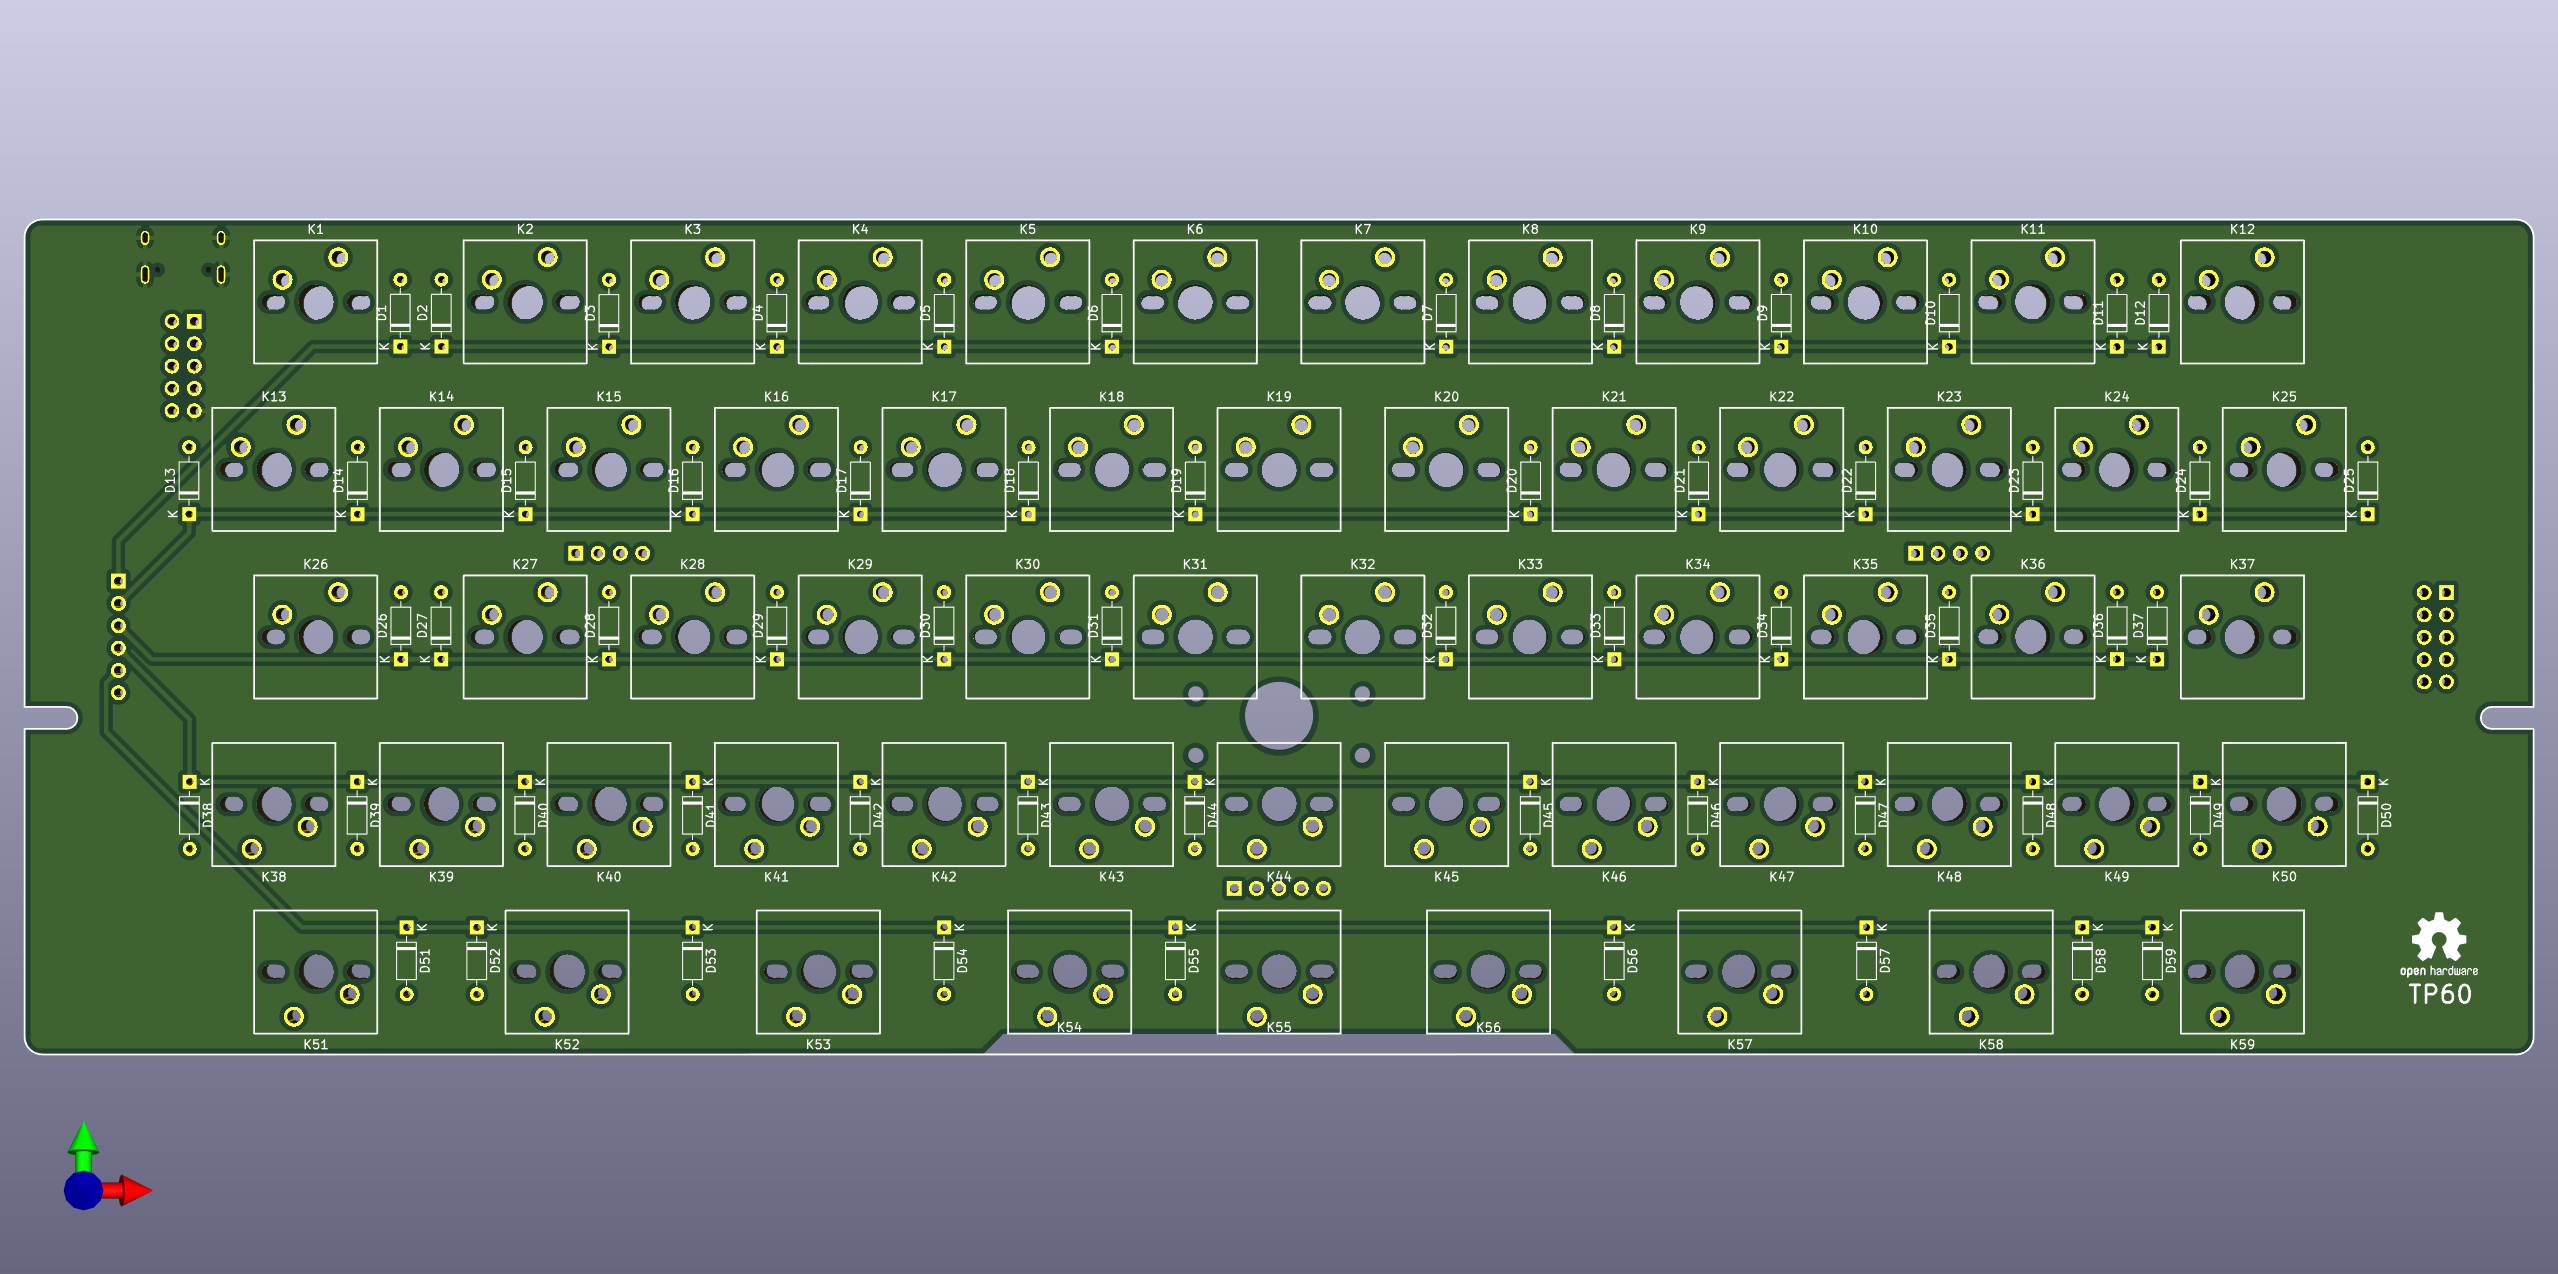 K1 K2 K3 K4 K5 K6 K7 K8 K9 K10 K11 K12
D1 D2 D3 D4 D5 D6 D7 D8 D9 D10 D11 D12
K K K K K K K K K K K K
K13 K14 K15 K16 K17 K18 K19 K20 K21 K22 K23 K24 K25
D13 D14 D15 D16 D17 D18 D19 D20 D21 D22 D23 D24 D25
K K K K K K K K K K K K K
K26 K27 K28 K29 K30 K31 K32 K33 K34 K35 K36 K37
D26 D27 D28 D29 D30 D31 D32 D33 D34 D35 D36 D37
K K K K K K K K K K K K
K K K K K K K K K K K K K
D38 D39 D40 D41 D42 D43 D44 D45 D46 D47 D48 D49 D50
K38 K39 K40 K41 K42 K43 K44 K45 K46 K47 K48 K49 K50
K K K K K K K K K
D51 D52 D53 D54 D55 D56 D57 D58 D59
open hardware
TP60
K54 K55 K56
K51 K52 K53 K57 K58 K59